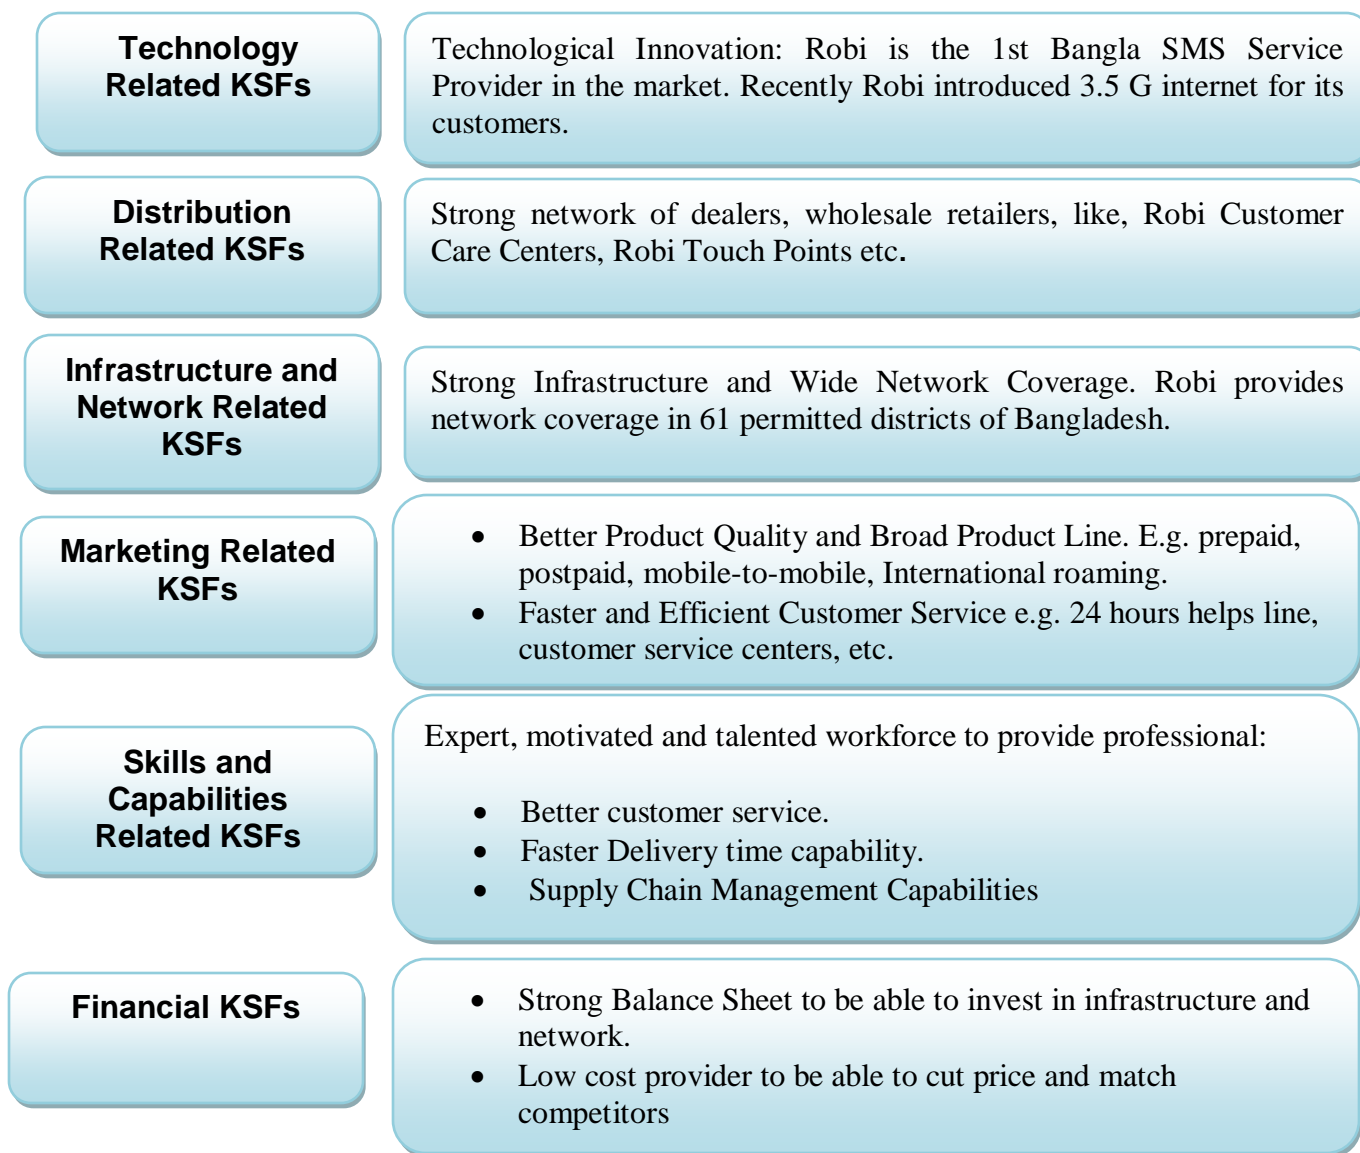 Technology
Related KSFs
Technological Innovation: Robi is the 1st Bangla SMS Service
Provider in the market. Recently Robi introduced 3.5 G internet for its
customers.
Distribution
Related KSFs
Strong network of dealers, wholesale retailers, like, Robi Customer
Care Centers, Robi Touch Points etc.
Infrastructure and
Network Related
KSFs
Strong Infrastructure and Wide Network Coverage. Robi provides
network coverage in 61 permitted districts of Bangladesh.
Marketing Related
KSFs
• Better Product Quality and Broad Product Line. E.g. prepaid,
postpaid, mobile-to-mobile, International roaming.
• Faster and Efficient Customer Service e.g. 24 hours helps line,
customer service centers, etc.
Skills and
Capabilities
Related KSFs
Expert, motivated and talented workforce to provide professional:
• Better customer service.
• Faster Delivery time capability.
• Supply Chain Management Capabilities
Financial KSFs
• Strong Balance Sheet to be able to invest in infrastructure and
network.
• Low cost provider to be able to cut price and match
competitors